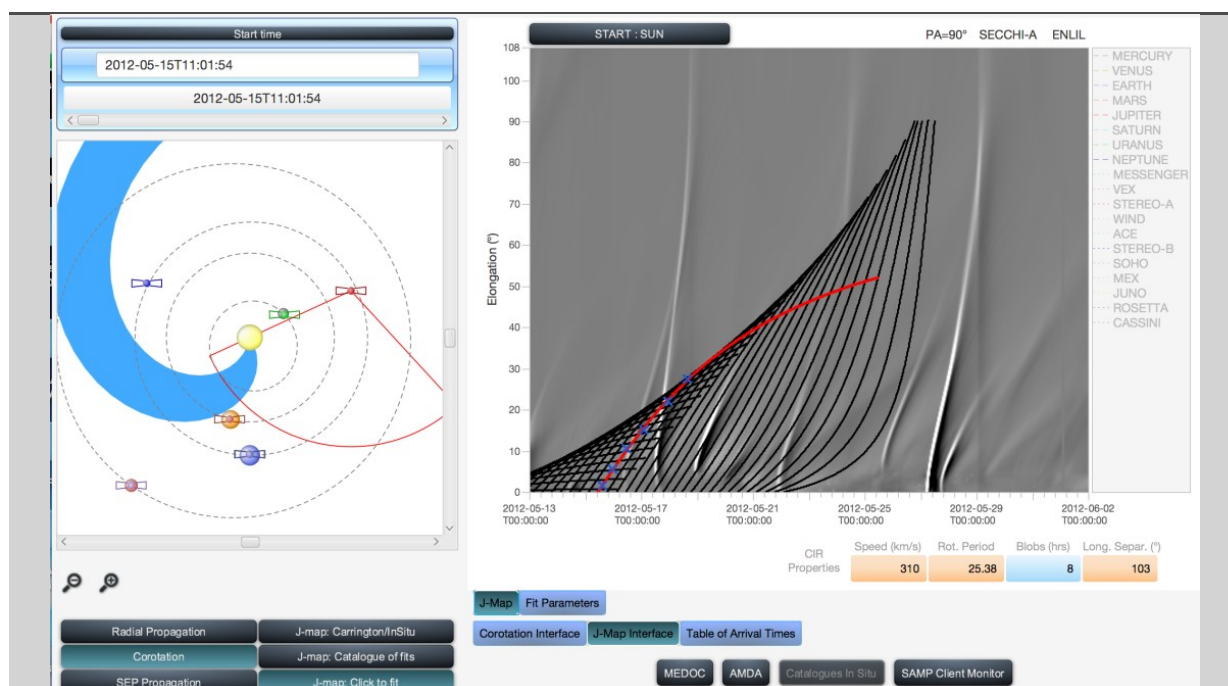 Start time
2012-05-15T11:01:54
2012-05-15T11:01:54
START : SUN
PA=90° SECCHI-A ENLIL
108
100
90
80
70
60
50
40
30
20
10
0
Elongation (°)
2012-05-13 2012-05-17 2012-05-21 2012-05-25 2012-05-29 2012-06-02
T00:00:00 T00:00:00 T00:00:00 T00:00:00 T00:00:00 T00:00:00
MERCURY
VENUS
EARTH
MARS
JUPITER
SATURN
URANUS
NEPTUNE
MESSENGER
VEX
STEREO-A
WIND
ACE
STEREO-B
SOHO
MEX
JUNO
ROSETTA
CASSINI
CIR Properties
Speed (km/s) Rot. Period Blobs (hrs) Long. Separ. (°)
310 25.38 8 103
J-Map Fit Parameters
Corotation Interface J-Map Interface Table of Arrival Times
Radial Propagation J-map: Carrington/InSitu
Corotation J-map: Catalogue of fits
SEP Propagation J-map: Click to fit
MEDOC AMDA Catalogues In Situ SAMP Client Monitor